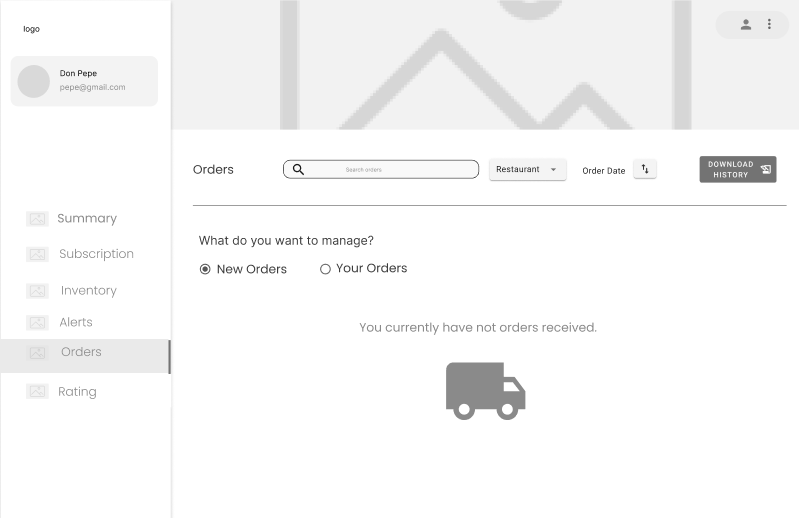 logo
Don Pepe
pepe@gmail.com
Orders
Search orders
Restaurant
Order Date
DOWNLOAD
HISTORY
Summary
Subscription
Inventory
Alerts
Orders
Rating
What do you want to manage?
New Orders
Your Orders
You currently have not orders received.